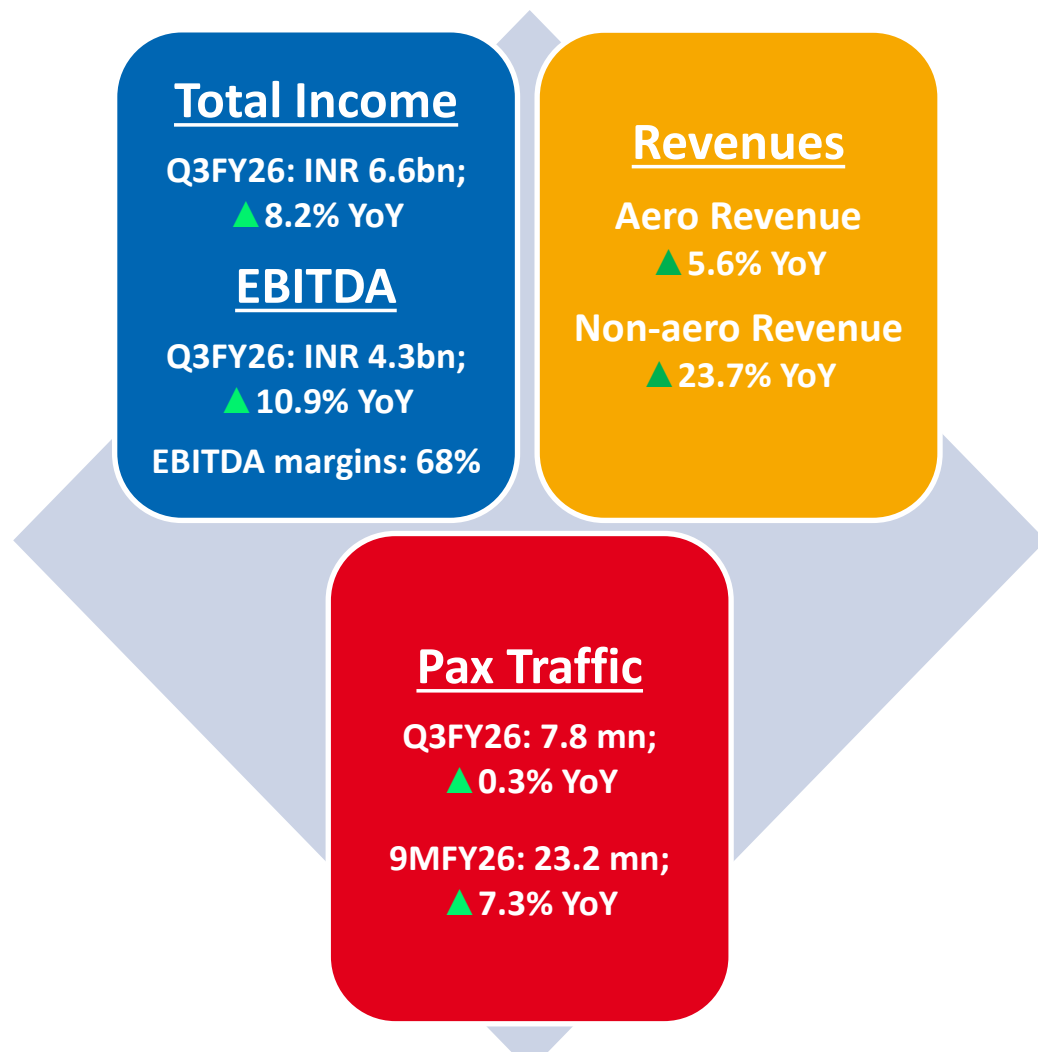 Total Income
Q3FY26: INR 6.6bn;
▲ 8.2% YoY
EBITDA
Q3FY26: INR 4.3bn;
▲ 10.9% YoY
EBITDA margins: 68%
Revenues
Aero Revenue
▲ 5.6% YoY
Non-aero Revenue
▲ 23.7% YoY
Pax Traffic
Q3FY26: 7.8 mn;
▲ 0.3% YoY
9MFY26: 23.2 mn;
▲ 7.3% YoY